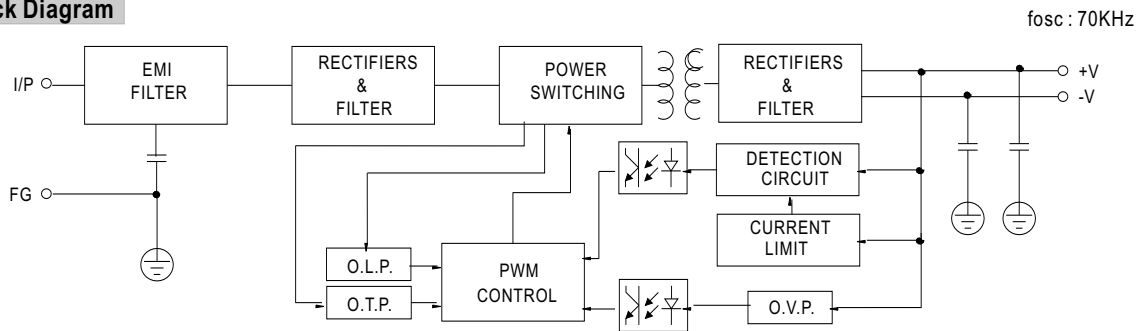 ck Diagram
fosc : 70KHz
I/P
EMI
FILTER
RECTIFIERS
&
FILTER
POWER
SWITCHING
RECTIFIERS
&
FILTER
+V
-V
DETECTION
CIRCUIT
FG
CURRENT
LIMIT
O.L.P.
PWM
CONTROL
O.T.P.
O.V.P.